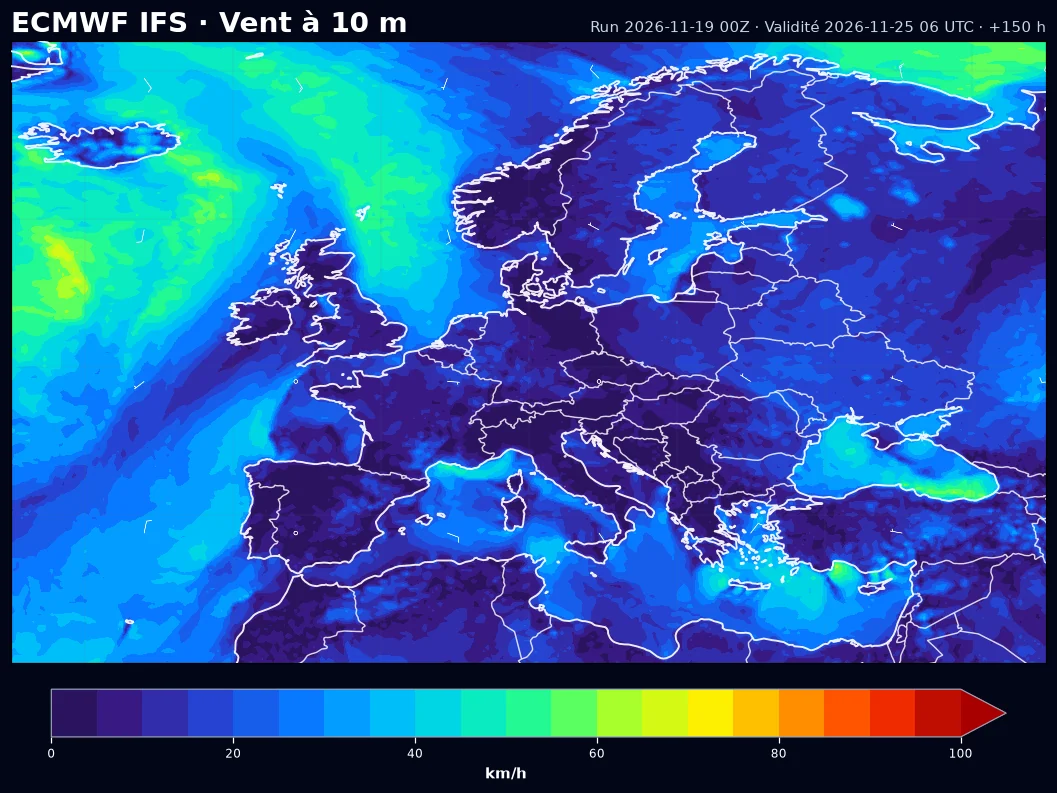 ECMWF IFS · Vent à 10 m
Run 2026-11-19 00Z · Validité 2026-11-25 06 UTC · +150 h
0 20 40 60 80 100
km/h